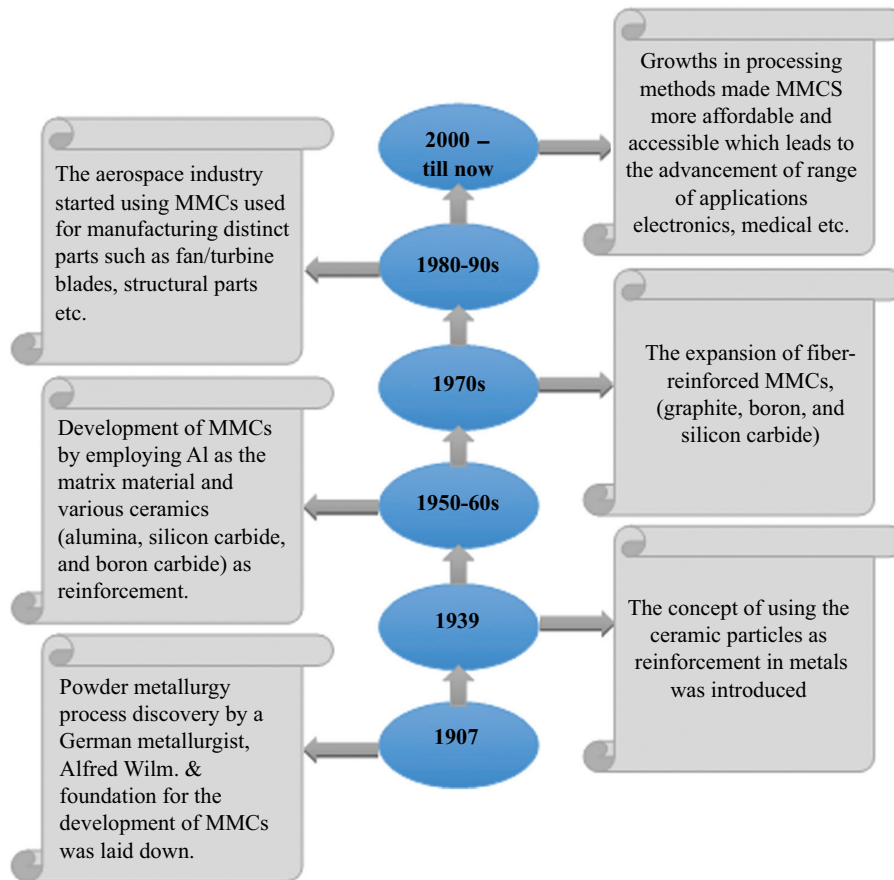 2000 –
till now
Growths in processing
methods made MMCS
more affordable and
accessible which leads to
the advancement of range
of applications
electronics, medical etc.
1980-90s
The aerospace industry
started using MMCs used
for manufacturing distinct
parts such as fan/turbine
blades, structural parts
etc.
1970s
The expansion of fiber-
reinforced MMCs,
(graphite, boron, and
silicon carbide)
1950-60s
Development of MMCs
by employing Al as the
matrix material and
various ceramics
(alumina, silicon carbide,
and boron carbide) as
reinforcement.
1939
The concept of using the
ceramic particles as
reinforcement in metals
was introduced
1907
Powder metallurgy
process discovery by a
German metallurgist,
Alfred Wilm. &
foundation for the
development of MMCs
was laid down.